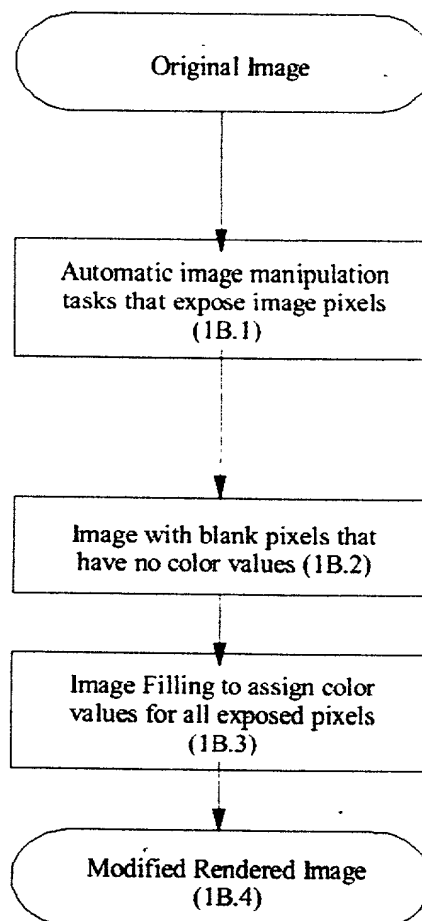 Original Image
Automatic image manipulation
tasks that expose image pixels
(1B.1)
Image with blank pixels that
have no color values (1B.2)
Image Filling to assign color
values for all exposed pixels
(1B.3)
Modified Rendered Image
(1B.4)